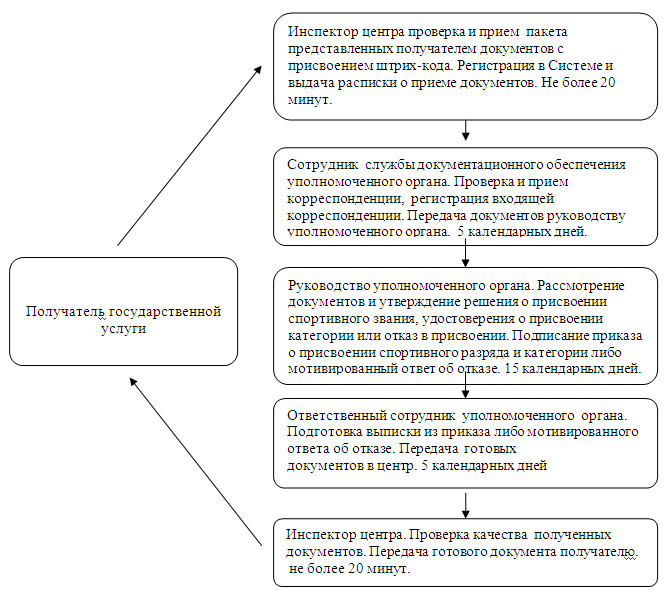 Инспектор центра проверка и прием пакета
представленных получателем документов с
присвоением штрих-кода. Регистрация в Системе и
выдача расписки о приеме документов. Не более 20
минут.
Сотрудник службы документационного обеспечения
уполномоченного органа. Проверка и прием
корреспонденции, регистрация входящей
корреспонденции. Передача документов руководству
уполномоченного органа. 5 календарных дней.
Получатель государственной
услуги
Руководство уполномоченного органа. Рассмотрение
документов и утверждение решения о присвоении
спортивного звания, удостоверения о присвоении
категории или отказ в присвоении. Подписание приказа
о присвоении спортивного разряда и категории либо
мотивированный ответ об отказе. 15 календарных дней.
Ответственный сотрудник уполномоченного органа.
Подготовка выписки из приказа либо мотивированного
ответа об отказе. Передача готовых
документов в центр. 5 календарных дней
Инспектор центра. Проверка качества полученных
документов. Передача готового документа получателю.
не более 20 минут.